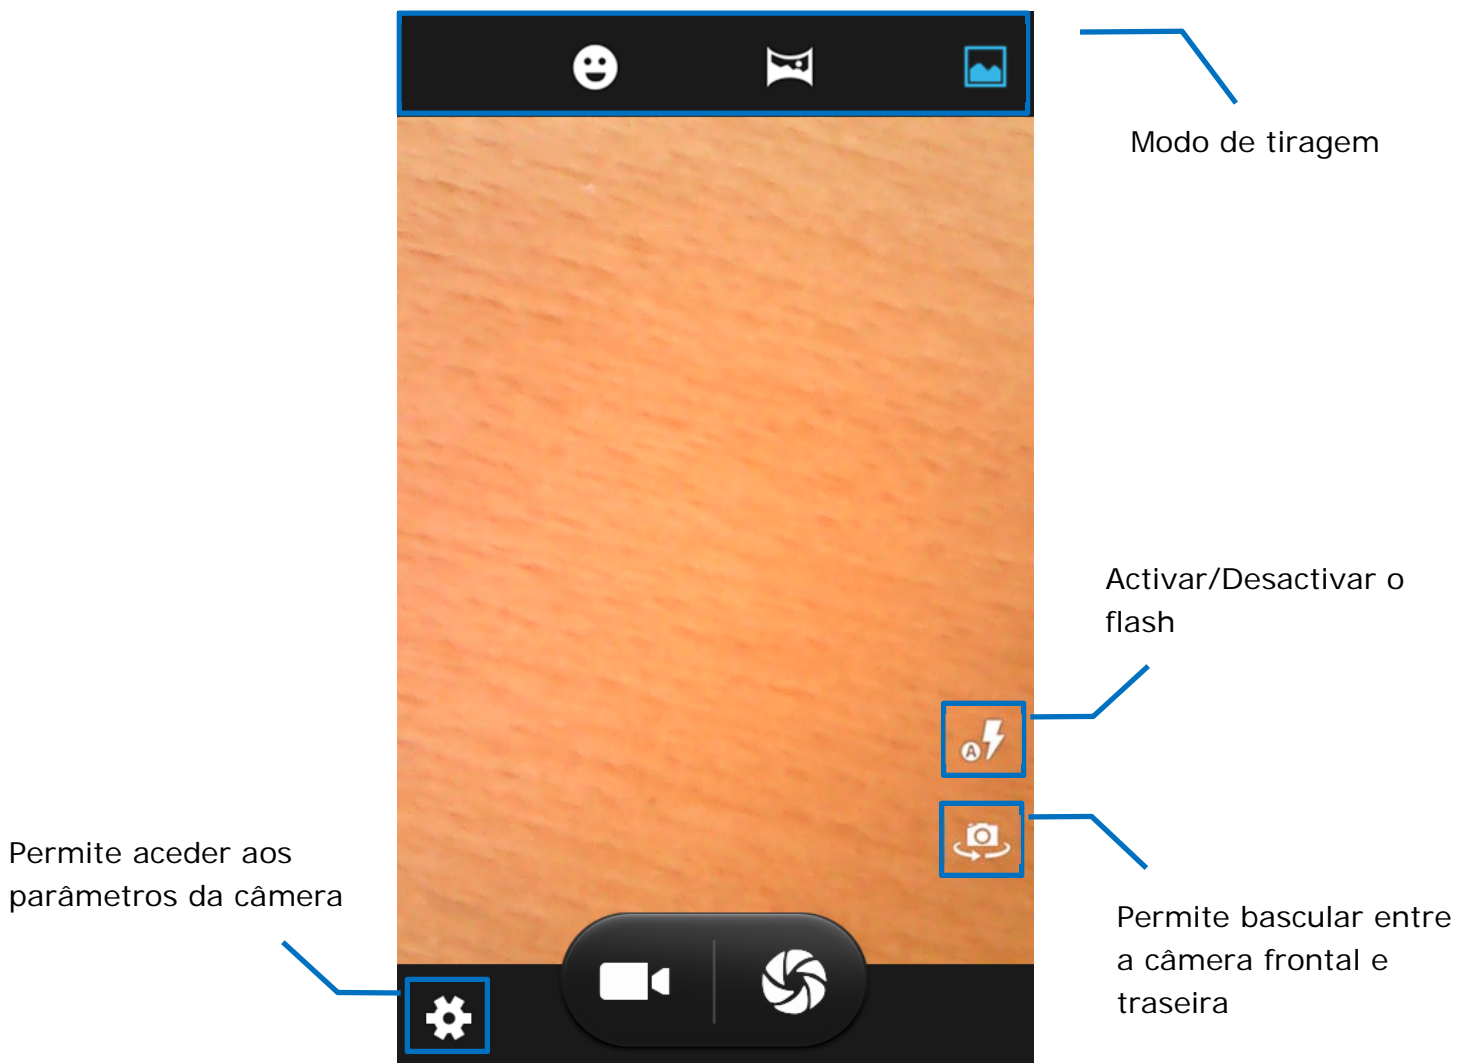 Modo de tiragem
Activar/Desactivar o
flash
A
Permite aceder aos
parâmetros da câmera
Permite bascular entre
a câmera frontal e
traseira